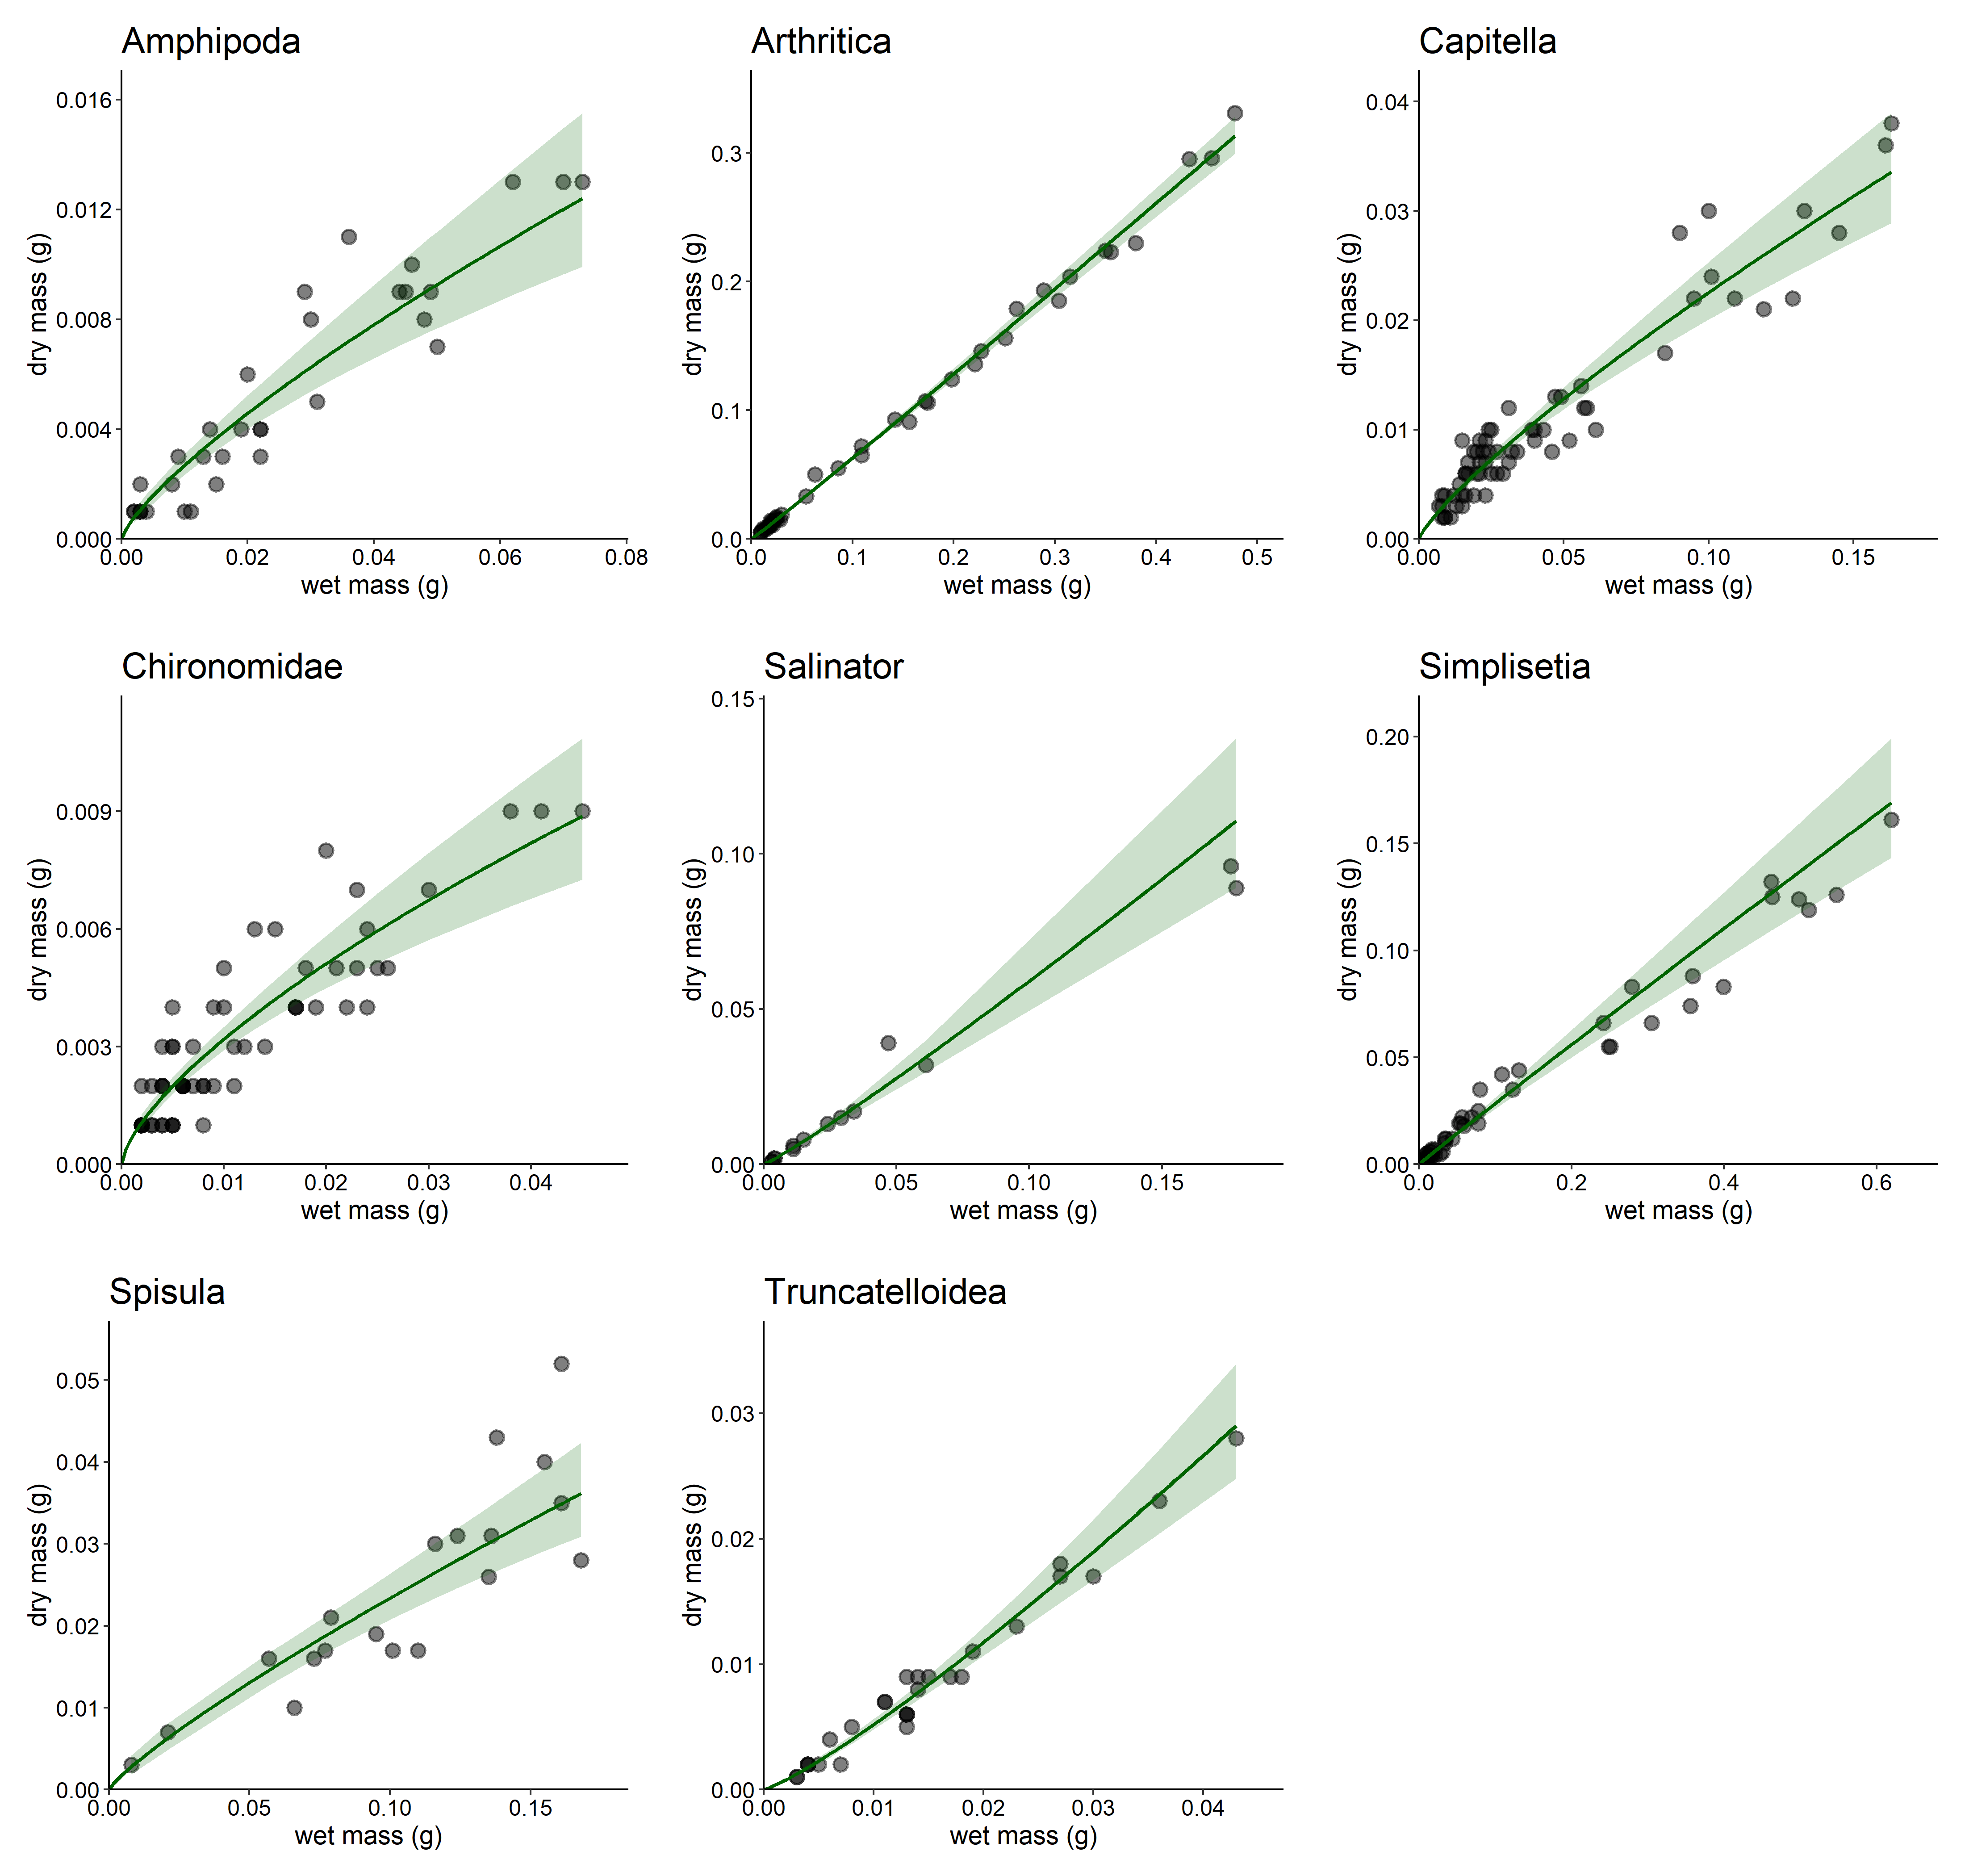 Amphipoda
0.016
0.012
0.008
0.004
0.000
0.00 0.02 0.04 0.06 0.08
wet mass (g)
dry mass (g)
Arthritica
0.3
0.2
0.1
0.0
0.0 0.1 0.2 0.3 0.4 0.5
wet mass (g)
dry mass (g)
Capitella
0.04
0.03
0.02
0.01
0.00
0.00 0.05 0.10 0.15
wet mass (g)
dry mass (g)
Chironomidae
0.009
0.006
0.003
0.000
0.00 0.01 0.02 0.03 0.04
wet mass (g)
dry mass (g)
Salinator
0.15
0.10
0.05
0.00
0.00 0.05 0.10 0.15
wet mass (g)
dry mass (g)
Simplisetia
0.20
0.15
0.10
0.05
0.00
0.0 0.2 0.4 0.6
wet mass (g)
dry mass (g)
Spisula
0.05
0.04
0.03
0.02
0.01
0.00
0.00 0.05 0.10 0.15
wet mass (g)
dry mass (g)
Truncatelloidea
0.03
0.02
0.01
0.00
0.00 0.01 0.02 0.03 0.04
wet mass (g)
dry mass (g)